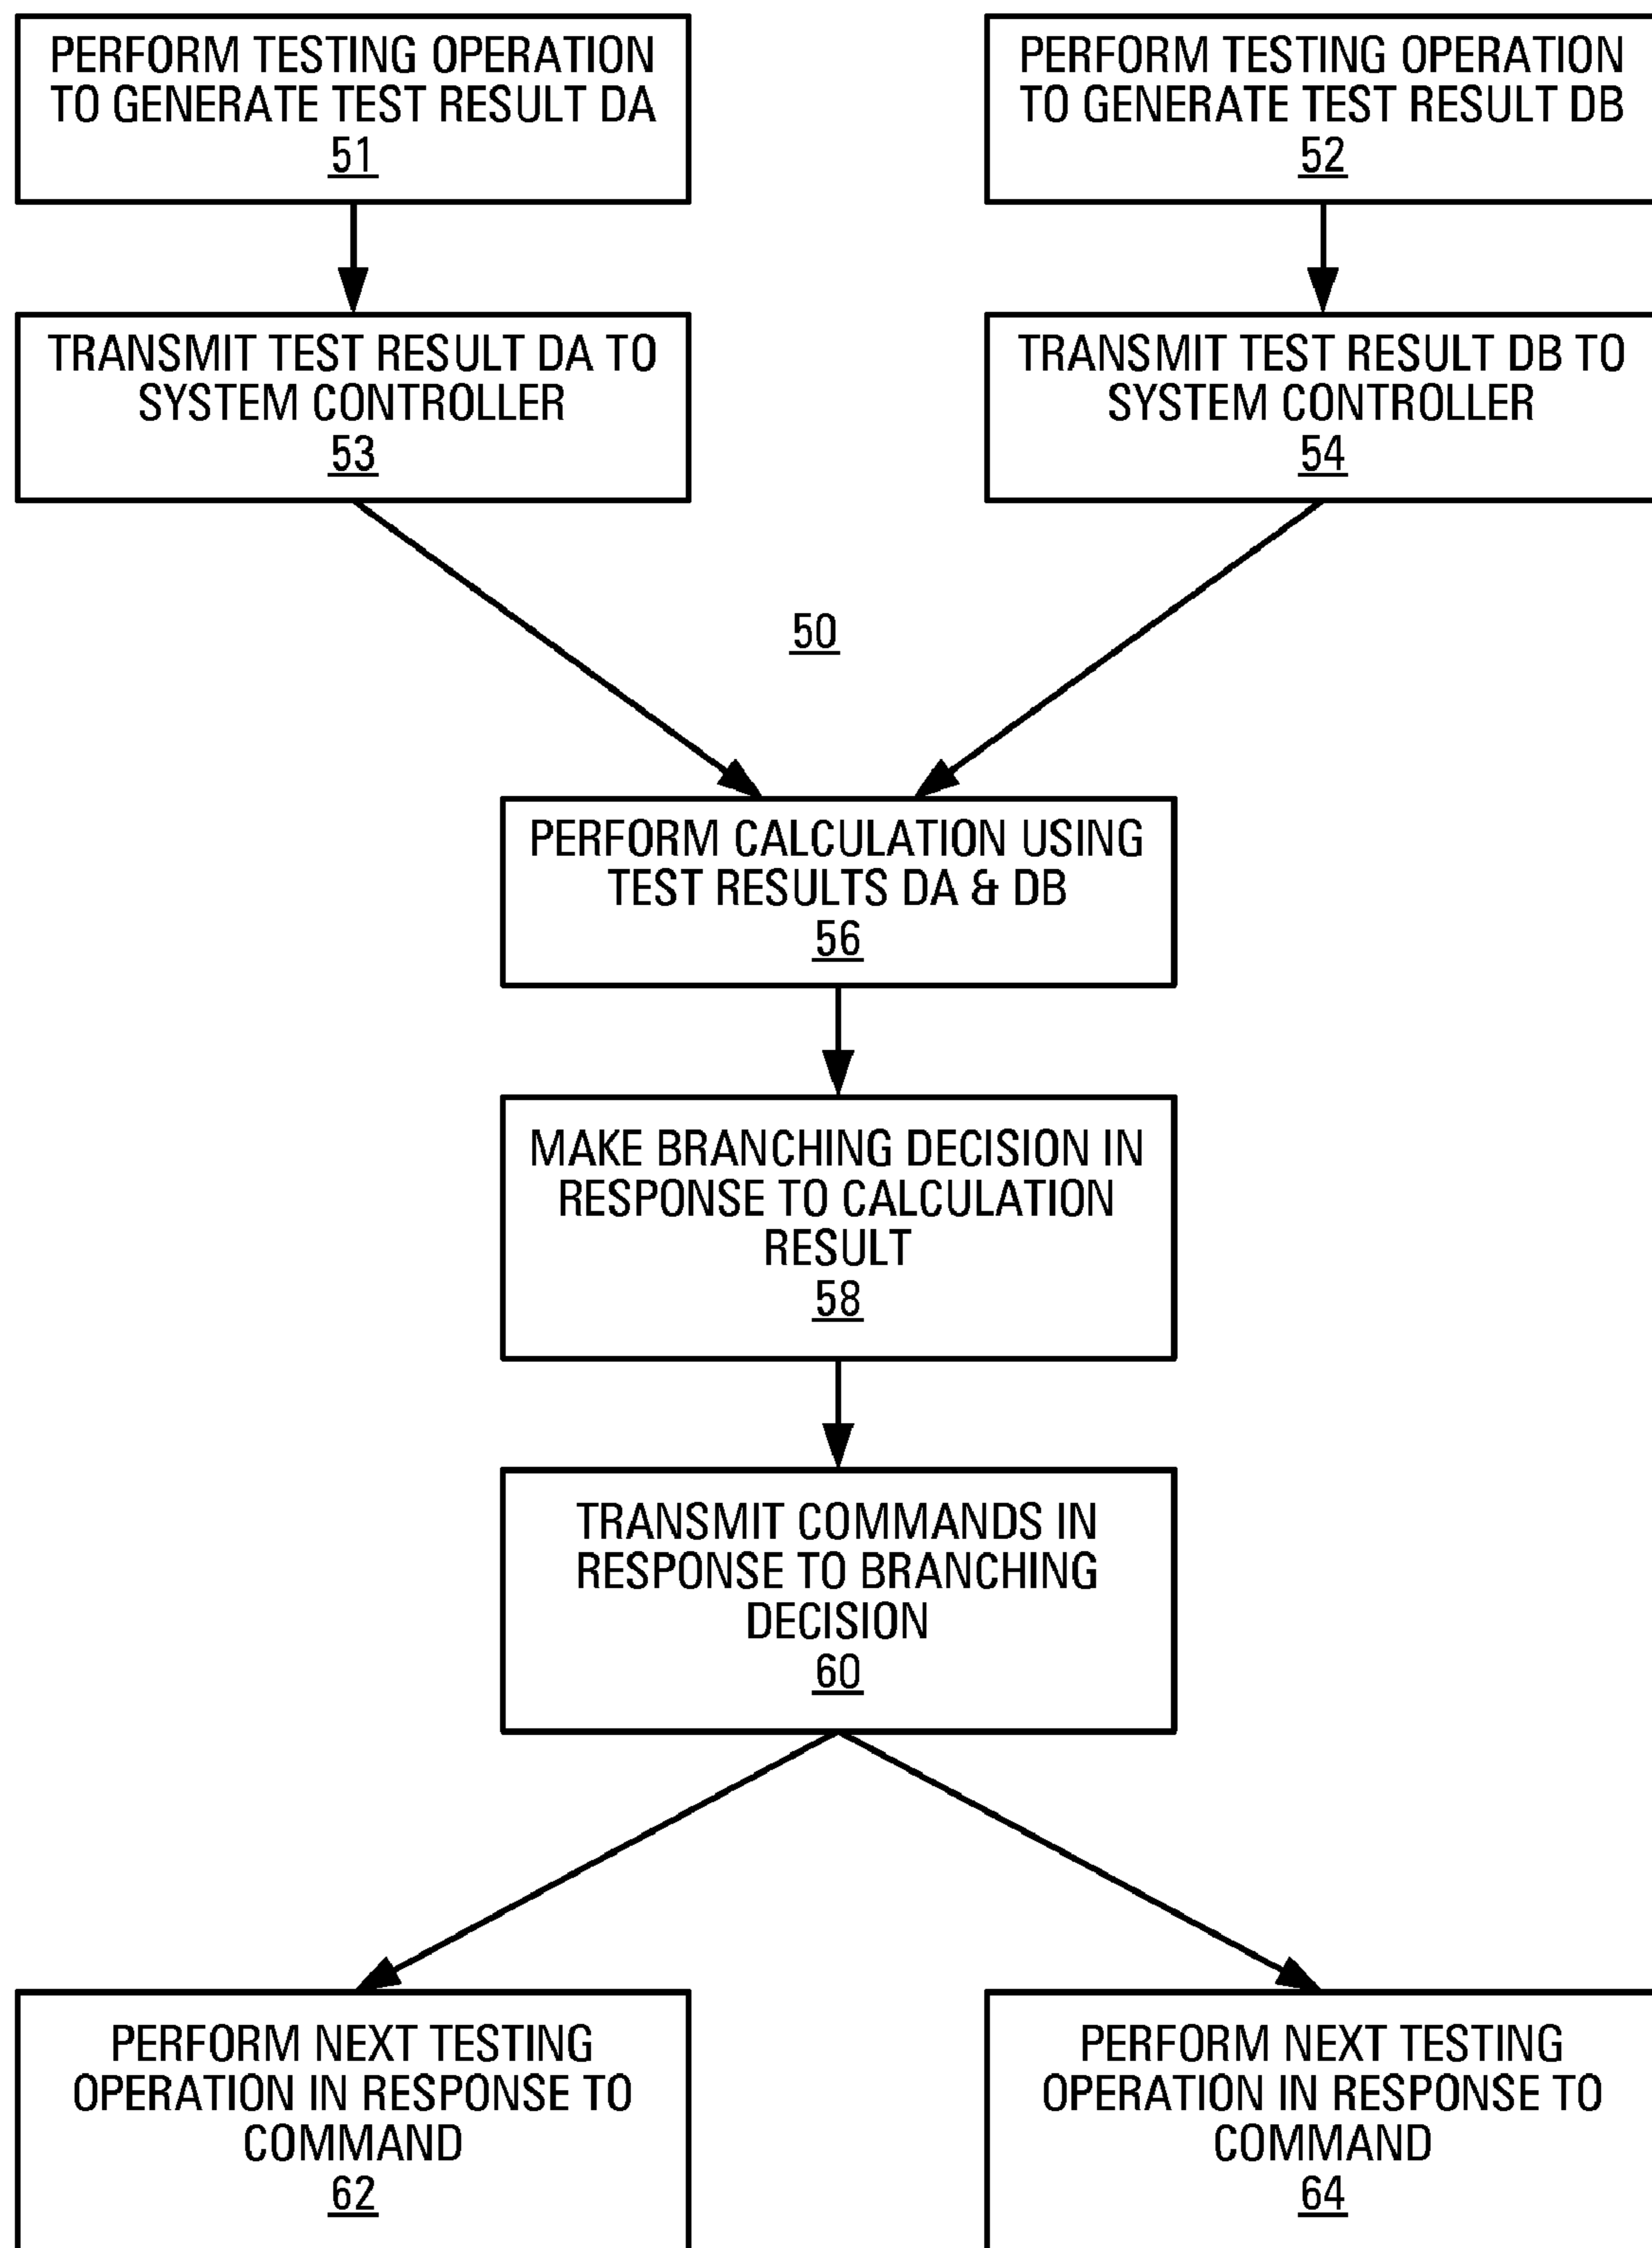 PERFORM TESTING OPERATION
TO GENERATE TEST RESULT DA
51
PERFORM TESTING OPERATION
TO GENERATE TEST RESULT DB
52
TRANSMIT TEST RESULT DA TO
SYSTEM CONTROLLER
53
TRANSMIT TEST RESULT DB TO
SYSTEM CONTROLLER
54
50
PERFORM CALCULATION USING
TEST RESULTS DA & DB
56
MAKE BRANCHING DECISION IN
RESPONSE TO CALCULATION
RESULT
58
TRANSMIT COMMANDS IN
RESPONSE TO BRANCHING
DECISION
60
PERFORM NEXT TESTING
OPERATION IN RESPONSE TO
COMMAND
62
PERFORM NEXT TESTING
OPERATION IN RESPONSE TO
COMMAND
64